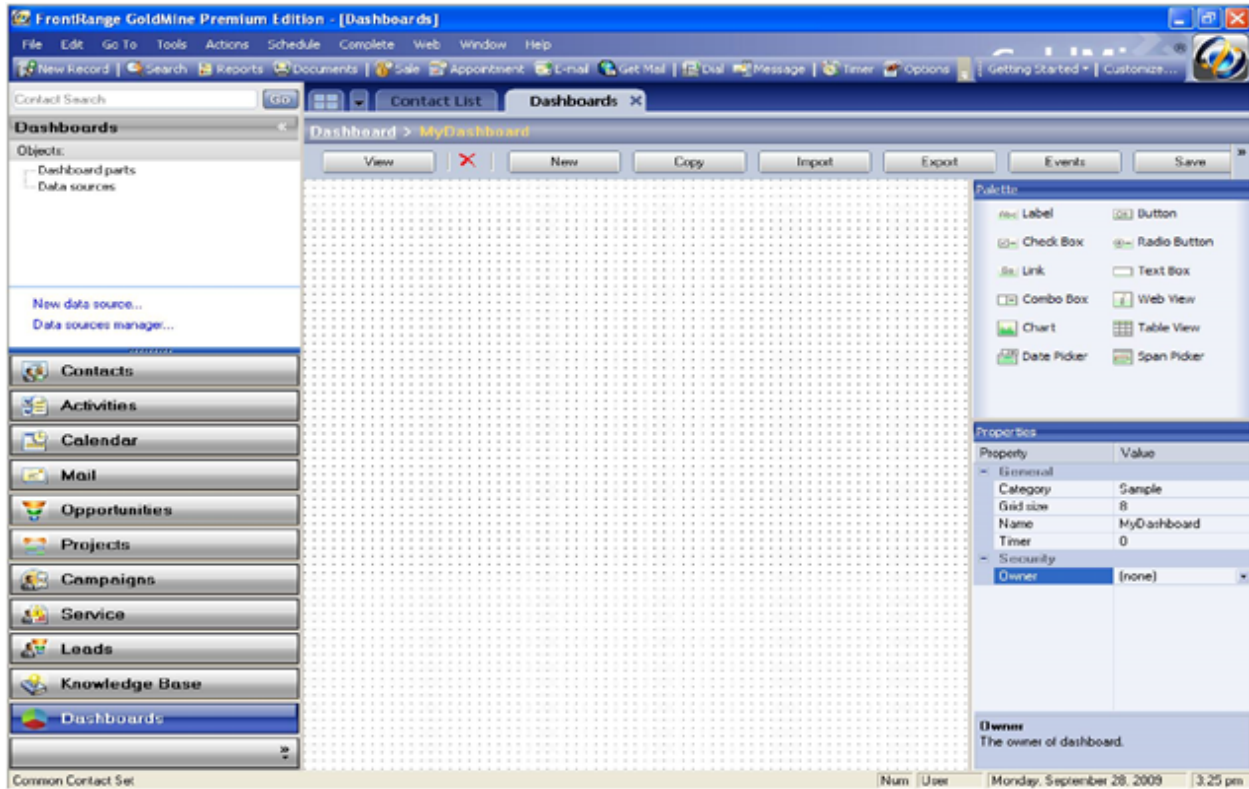 FrontRange GoldMine Premium Edition - [Dashboards]
File Edit Go To Tools Actions Schedule Complete Web Window Help
New Record | Search Reports Documents | Sale Appointment E-mail Get Mail | Dial Message | Timer Options Getting Started | Customize...
Contact Search Go Contact List Dashboards
Dashboards «
Dashboard > MyDashboard
Objects:
Dashboard parts
Data sources
View New Copy Import Export Events Save »
New data source...
Data sources manager...
Contacts
Activities
Calendar
Mail
Opportunities
Projects
Campaigns
Service
Leads
Knowledge Base
Dashboards
»
Palette
Label Button
Check Box Radio Button
Link Text Box
Combo Box Web View
Chart Table View
Date Picker Span Picker
Properties
Property Value
General
Category Sample
Grid size 8
Name MyDashboard
Timer 0
Security
Owner (none)
Owner
The owner of dashboard.
Common Contact Set Num User Monday, September 28, 2009 3:25 pm